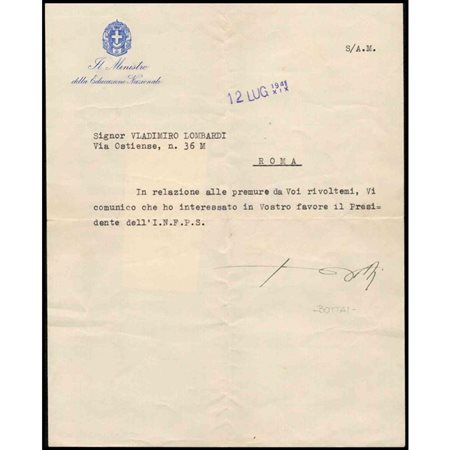 S/A.M.
Il Ministro
della Educazione Nazionale
12 LUG 1941
XIX
Signor VLADIMIRO LOMBARDI
Via Ostiense, n. 36 M
ROMA
In relazione alle premure da Voi rivoltemi, Vi
comunico che ho interessato in Vostro favore il Presi=
dente dell'I.N.F.P.S.
-BOTTAI-